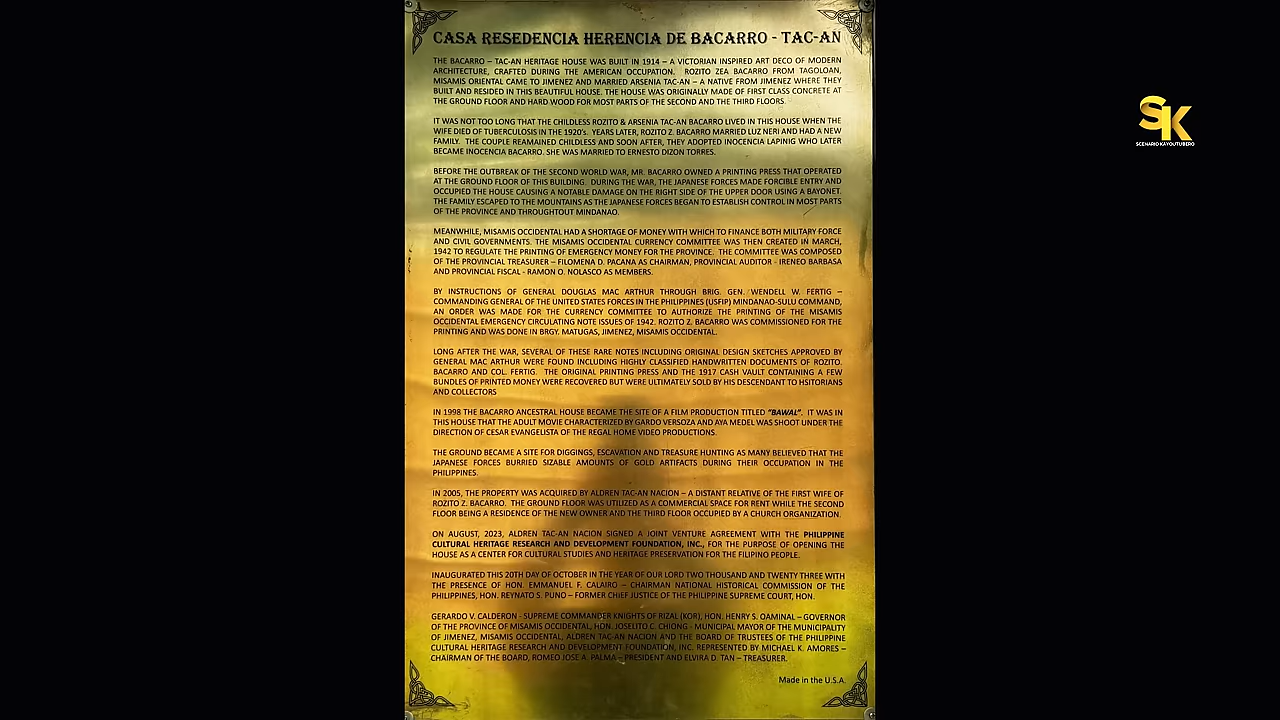 CASA RESEDENCIA HERENCIA DE BACARRO - TAC-AN
THE BACARRO – TAC-AN HERITAGE HOUSE WAS BUILT IN 1914 – A VICTORIAN INSPIRED ART DECO OF MODERN
ARCHITECTURE, CRAFTED DURING THE AMERICAN OCCUPATION. ROZITO ZEA BACARRO FROM TAGOLOAN,
MISAMIS ORIENTAL CAME TO JIMENEZ AND MARRIED ARSENIA TAC-AN – A NATIVE FROM JIMENEZ WHERE THEY
BUILT AND RESIDED IN THIS BEAUTIFUL HOUSE. THE HOUSE WAS ORIGINALLY MADE OF FIRST CLASS CONCRETE AT
THE GROUND FLOOR AND HARD WOOD FOR MOST PARTS OF THE SECOND AND THE THIRD FLOORS.
IT WAS NOT TOO LONG THAT THE CHILDLESS ROZITO & ARSENIA TAC-AN BACARRO LIVED IN THIS HOUSE WHEN THE
WIFE DIED OF TUBERCULOSIS IN THE 1920's. YEARS LATER, ROZITO Z. BACARRO MARRIED LUZ NERI AND HAD A NEW
FAMILY. THE COUPLE REAMAINED CHILDLESS AND SOON AFTER, THEY ADOPTED INOCENCIA LAPINIG WHO LATER
BECAME INOCENCIA BACARRO. SHE WAS MARRIED TO ERNESTO DIZON TORRES.
BEFORE THE OUTBREAK OF THE SECOND WORLD WAR, MR. BACARRO OWNED A PRINTING PRESS THAT OPERATED
AT THE GROUND FLOOR OF THIS BUILDING. DURING THE WAR, THE JAPANESE FORCES MADE FORCIBLE ENTRY AND
OCCUPIED THE HOUSE CAUSING A NOTABLE DAMAGE ON THE RIGHT SIDE OF THE UPPER DOOR USING A BAYONET.
THE FAMILY ESCAPED TO THE MOUNTAINS AS THE JAPANESE FORCES BEGAN TO ESTABLISH CONTROL IN MOST PARTS
OF THE PROVINCE AND THROUGHTOUT MINDANAO.
MEANWHILE, MISAMIS OCCIDENTAL HAD A SHORTAGE OF MONEY WITH WHICH TO FINANCE BOTH MILITARY FORCE
AND CIVIL GOVERNMENTS. THE MISAMIS OCCIDENTAL CURRENCY COMMITTEE WAS THEN CREATED IN MARCH,
1942 TO REGULATE THE PRINTING OF EMERGENCY MONEY FOR THE PROVINCE. THE COMMITTEE WAS COMPOSED
OF THE PROVINCIAL TREASURER – FILOMENA D. PACANA AS CHAIRMAN, PROVINCIAL AUDITOR - IRENEO BARBASA
AND PROVINCIAL FISCAL - RAMON O. NOLASCO AS MEMBERS.
BY INSTRUCTIONS OF GENERAL DOUGLAS MAC ARTHUR THROUGH BRIG. GEN. WENDELL W. FERTIG –
COMMANDING GENERAL OF THE UNITED STATES FORCES IN THE PHILIPPINES (USFIP) MINDANAO-SULU COMMAND,
AN ORDER WAS MADE FOR THE CURRENCY COMMITTEE TO AUTHORIZE THE PRINTING OF THE MISAMIS
OCCIDENTAL EMERGENCY CIRCULATING NOTE ISSUES OF 1942. ROZITO Z. BACARRO WAS COMMISSIONED FOR THE
PRINTING AND WAS DONE IN BRGY. MATUGAS, JIMENEZ, MISAMIS OCCIDENTAL.
LONG AFTER THE WAR, SEVERAL OF THESE RARE NOTES INCLUDING ORIGINAL DESIGN SKETCHES APPROVED BY
GENERAL MAC ARTHUR WERE FOUND INCLUDING HIGHLY CLASSIFIED HANDWRITTEN DOCUMENTS OF ROZITO.
BACARRO AND COL. FERTIG. THE ORIGINAL PRINTING PRESS AND THE 1917 CASH VAULT CONTAINING A FEW
BUNDLES OF PRINTED MONEY WERE RECOVERED BUT WERE ULTIMATELY SOLD BY HIS DESCENDANT TO HSITORIANS
AND COLLECTORS
IN 1998 THE BACARRO ANCESTRAL HOUSE BECAME THE SITE OF A FILM PRODUCTION TITLED "BAWAL". IT WAS IN
THIS HOUSE THAT THE ADULT MOVIE CHARACTERIZED BY GARDO VERSOZA AND AYA MEDEL WAS SHOOT UNDER THE
DIRECTION OF CESAR EVANGELISTA OF THE REGAL HOME VIDEO PRODUCTIONS.
THE GROUND BECAME A SITE FOR DIGGINGS, ESCAVATION AND TREASURE HUNTING AS MANY BELIEVED THAT THE
JAPANESE FORCES BURRIED SIZABLE AMOUNTS OF GOLD ARTIFACTS DURING THEIR OCCUPATION IN THE
PHILIPPINES.
IN 2005, THE PROPERTY WAS ACQUIRED BY ALDREN TAC-AN NACION – A DISTANT RELATIVE OF THE FIRST WIFE OF
ROZITO Z. BACARRO. THE GROUND FLOOR WAS UTILIZED AS A COMMERCIAL SPACE FOR RENT WHILE THE SECOND
FLOOR BEING A RESIDENCE OF THE NEW OWNER AND THE THIRD FLOOR OCCUPIED BY A CHURCH ORGANIZATION.
ON AUGUST, 2023, ALDREN TAC-AN NACION SIGNED A JOINT VENTURE AGREEMENT WITH THE PHILIPPINE
CULTURAL HERITAGE RESEARCH AND DEVELOPMENT FOUNDATION, INC., FOR THE PURPOSE OF OPENING THE
HOUSE AS A CENTER FOR CULTURAL STUDIES AND HERITAGE PRESERVATION FOR THE FILIPINO PEOPLE.
INAUGURATED THIS 20TH DAY OF OCTOBER IN THE YEAR OF OUR LORD TWO THOUSAND AND TWENTY THREE WITH
THE PRESENCE OF HON. EMMANUEL F. CALAIRO – CHAIRMAN NATIONAL HISTORICAL COMMISSION OF THE
PHILIPPINES, HON. REYNATO S. PUNO – FORMER CHIEF JUSTICE OF THE PHILIPPINE SUPREME COURT, HON.
GERARDO V. CALDERON - SUPREME COMMANDER KNIGHTS OF RIZAL (KOR), HON. HENRY S. OAMINAL – GOVERNOR
OF THE PROVINCE OF MISAMIS OCCIDENTAL, HON. JOSELITO C. CHIONG - MUNICIPAL MAYOR OF THE MUNICIPALITY
OF JIMENEZ, MISAMIS OCCIDENTAL, ALDREN TAC-AN NACION AND THE BOARD OF TRUSTEES OF THE PHILIPPINE
CULTURAL HERITAGE RESEARCH AND DEVELOPMENT FOUNDATION, INC. REPRESENTED BY MICHAEL K. AMORES –
CHAIRMAN OF THE BOARD, ROMEO JOSE A. PALMA – PRESIDENT AND ELVIRA D. TAN – TREASURER.
Made in the U.S.A.
SK
SCENARIO KAYOUTUBERO